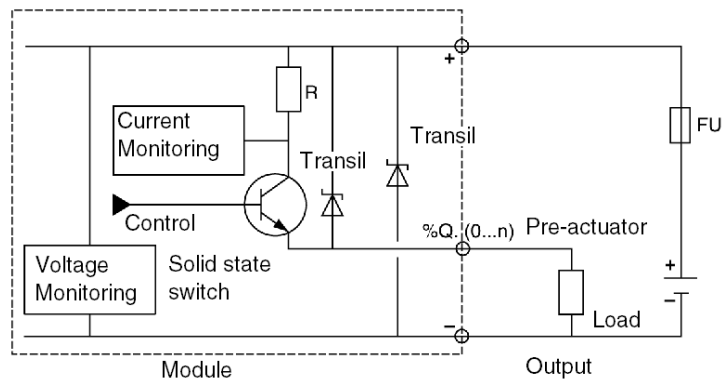 +
R
FU
Current
Monitoring
Transil
Transil
Control
%Q. (0...n)
Pre-actuator
Voltage
Monitoring
Solid state
switch
+
−
Load
−
Module
Output